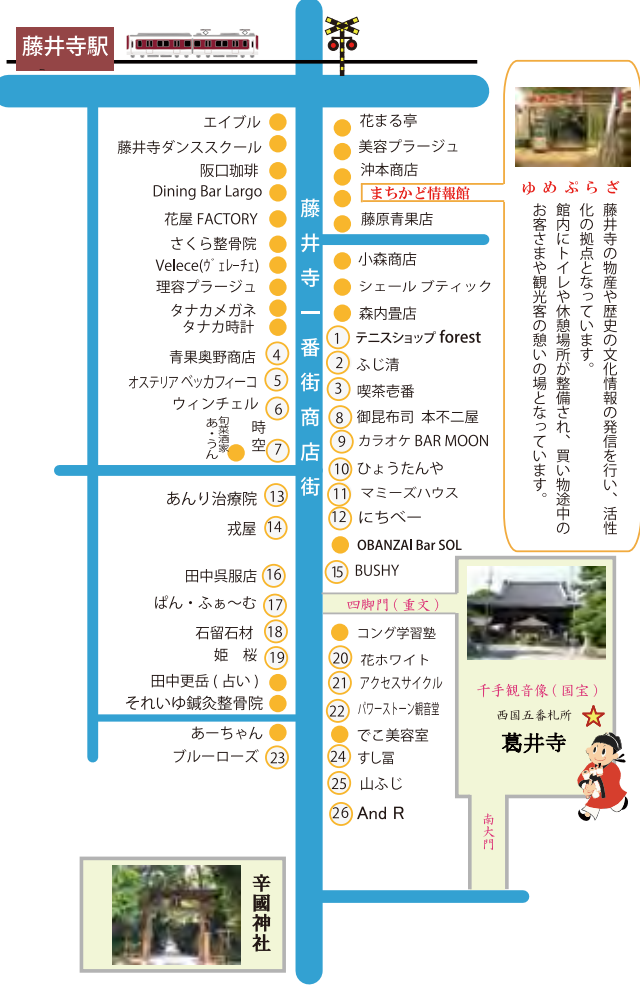 藤井寺駅
藤井寺一番街商店街
エイブル
藤井寺ダンススクール
阪口珈琲
Dining Bar Largo
花屋 FACTORY
さくら整骨院
Velece(ヴェレーチェ)
理容プラージュ
タナカメガネ
タナカ時計
青果奥野商店 4
オステリア ベッカフィーコ 5
ウィンチェル 6
旬菜酒家
あ・うん
時空 7
あんり治療院 13
戎屋 14
田中呉服店 16
ぱん・ふぁ〜む 17
石留石材 18
姫 桜 19
田中更岳 ( 占い )
それいゆ鍼灸整骨院
あーちゃん
ブルーローズ 23
花まる亭
美容プラージュ
沖本商店
まちかど情報館
藤原青果店
小森商店
シェール ブティック
森内畳店
1 テニスショップ forest
2 ふじ清
3 喫茶壱番
8 御昆布司 本不二屋
9 カラオケ BAR MOON
10 ひょうたんや
11 マミーズハウス
12 にちべー
OBANZAI Bar SOL
15 BUSHY
四脚門 ( 重文 )
コング学習塾
20 花ホワイト
21 アクセスサイクル
22 パワーストーン観音堂
でこ美容室
24 すし冨
25 山ふじ
26 And R
ゆめぷらざ
藤井寺の物産や歴史の文化情報の発信を行い、活性
化の拠点となっています。
館内にトイレや休憩場所が整備され、買い物途中の
お客さまや観光客の憩いの場となっています。
千手観音像 ( 国宝 )
西国五番札所
葛井寺
南大門
辛國神社